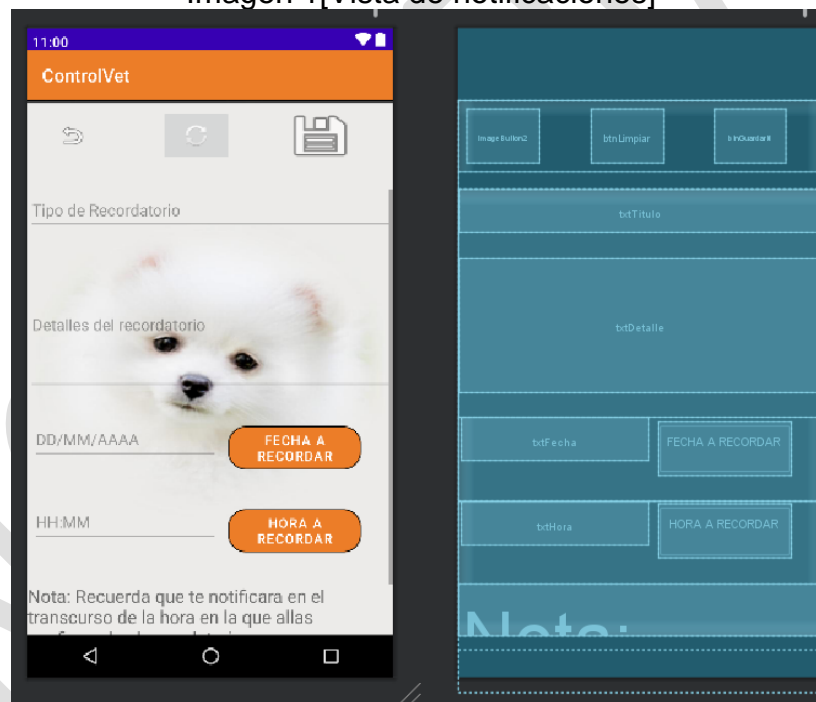 Imagen 1[Vista de notificaciones]
11:00
ControlVet
Tipo de Recordatorio
Detalles del recordatorio
DD/MM/AAAA
FECHA A
RECORDAR
HH:MM
HORA A
RECORDAR
Nota: Recuerda que te notificara en el
transcurso de la hora en la que allas
ImageButton2
btnLimpiar
btnGuardarN
txtTitulo
txtDetalle
txtFecha
FECHA A RECORDAR
txtHora
HORA A RECORDAR
Nota: